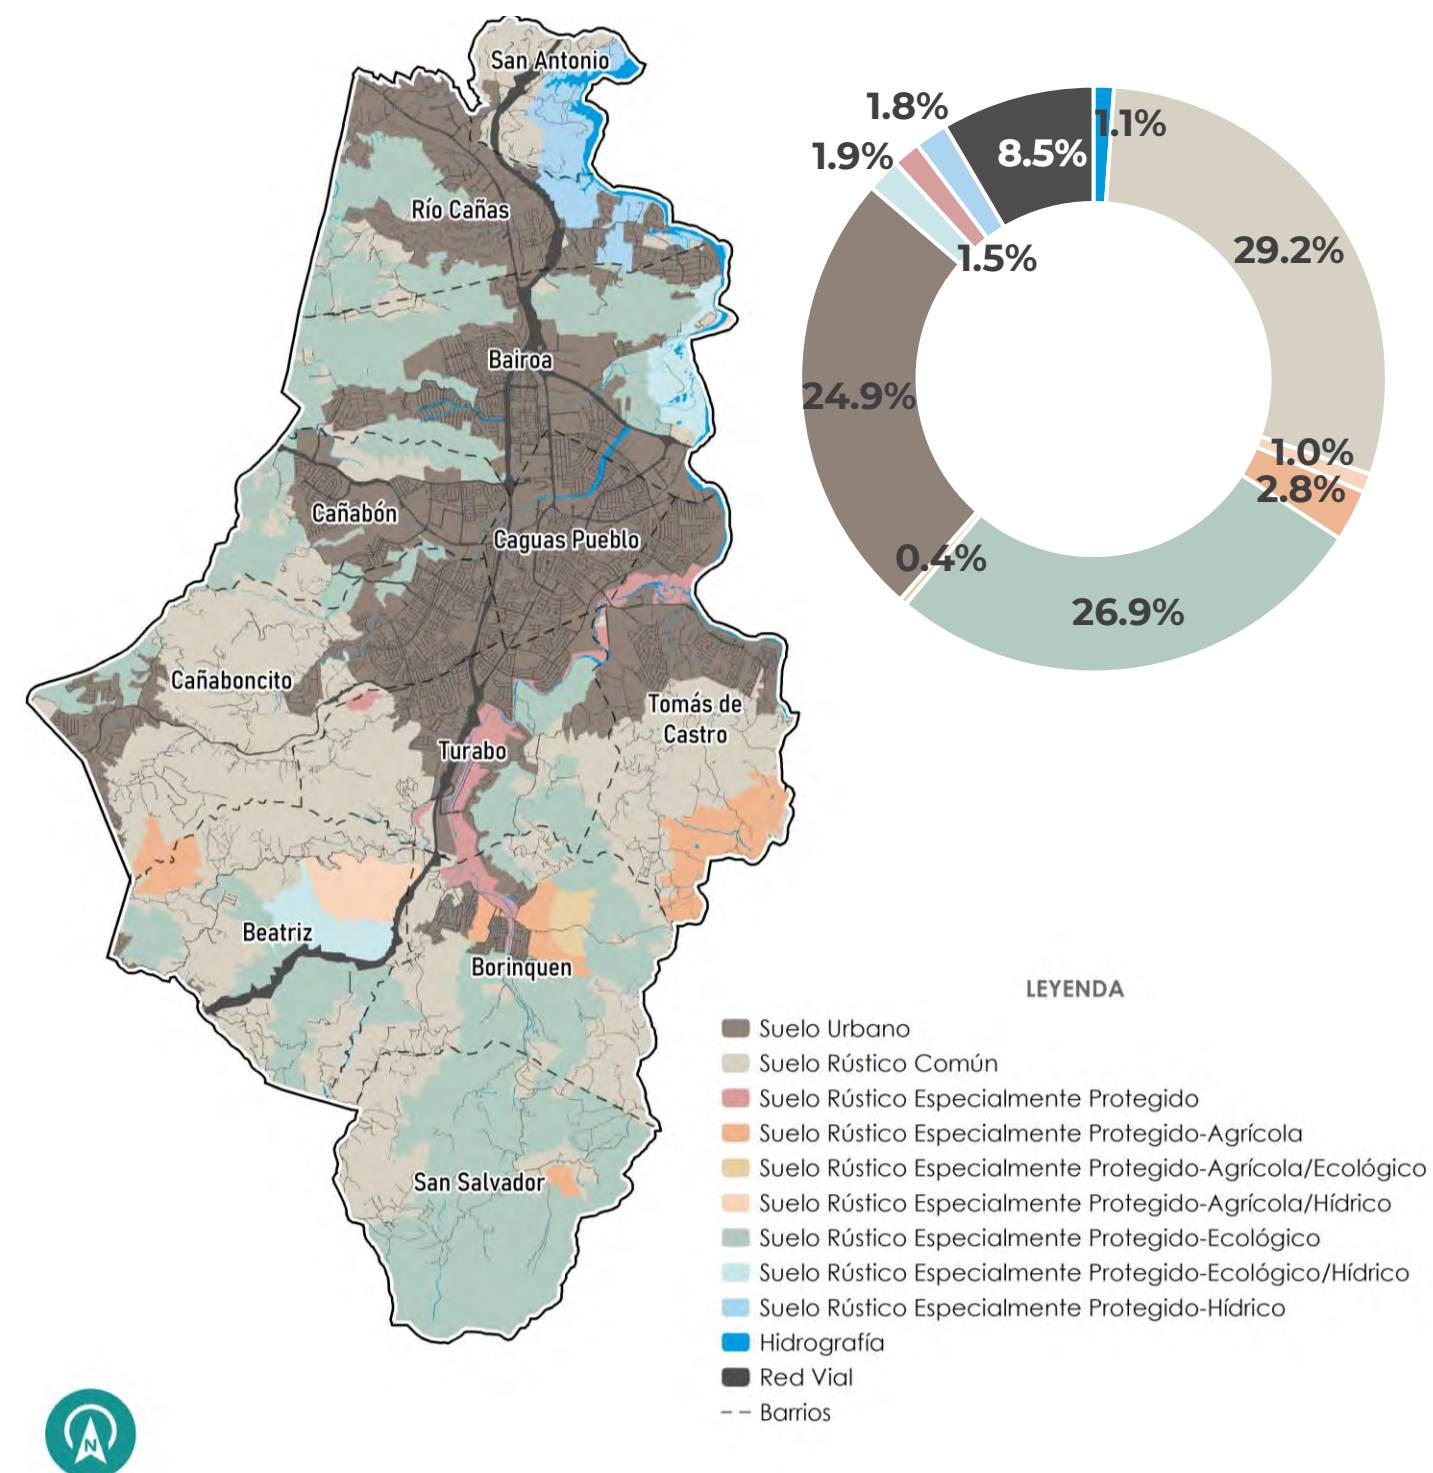 San Antonio
Río Cañas
Bairoa
Cañabón
Caguas Pueblo
Cañaboncito
Tomás de
Castro
Turabo
Beatriz
Borinquen
San Salvador
1.8%
1.1%
8.5%
1.9%
1.5%
29.2%
24.9%
1.0%
2.8%
0.4%
26.9%
LEYENDA
Suelo Urbano
Suelo Rústico Común
Suelo Rústico Especialmente Protegido
Suelo Rústico Especialmente Protegido-Agrícola
Suelo Rústico Especialmente Protegido-Agrícola/Ecológico
Suelo Rústico Especialmente Protegido-Agrícola/Hídrico
Suelo Rústico Especialmente Protegido-Ecológico
Suelo Rústico Especialmente Protegido-Ecológico/Hídrico
Suelo Rústico Especialmente Protegido-Hídrico
Hidrografía
Red Vial
Barrios
N